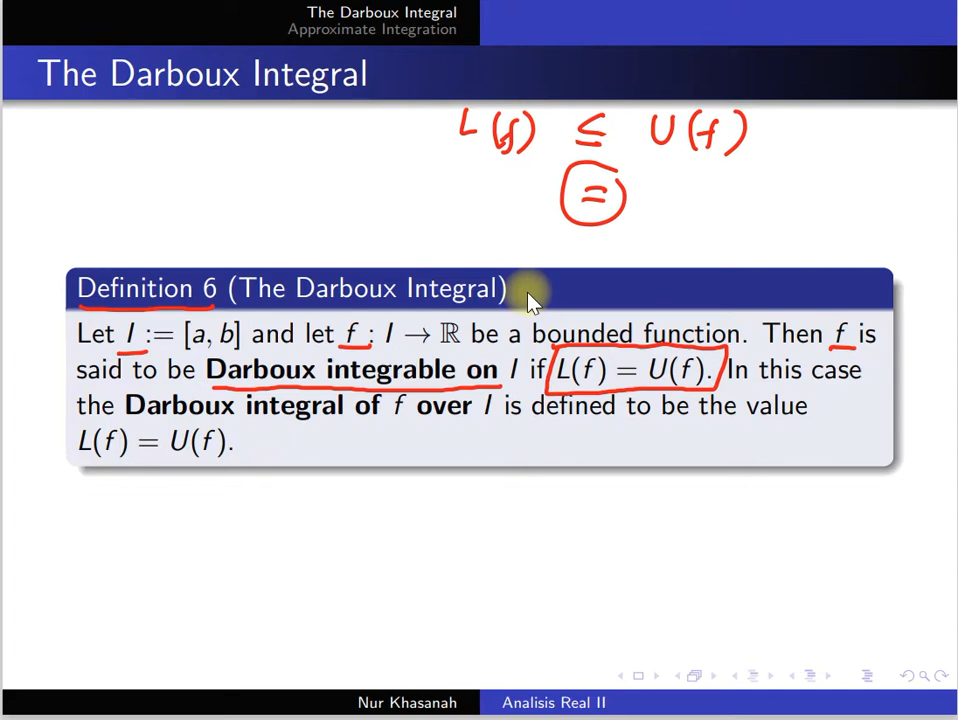 The Darboux Integral
Approximate Integration
The Darboux Integral
L(f) ≤ U(f)
=
Definition 6 (The Darboux Integral)
Let I := [a, b] and let f : I → ℝ be a bounded function. Then f is
said to be Darboux integrable on I if L(f) = U(f). In this case
the Darboux integral of f over I is defined to be the value
L(f) = U(f).
Nur Khasanah
Analisis Real II